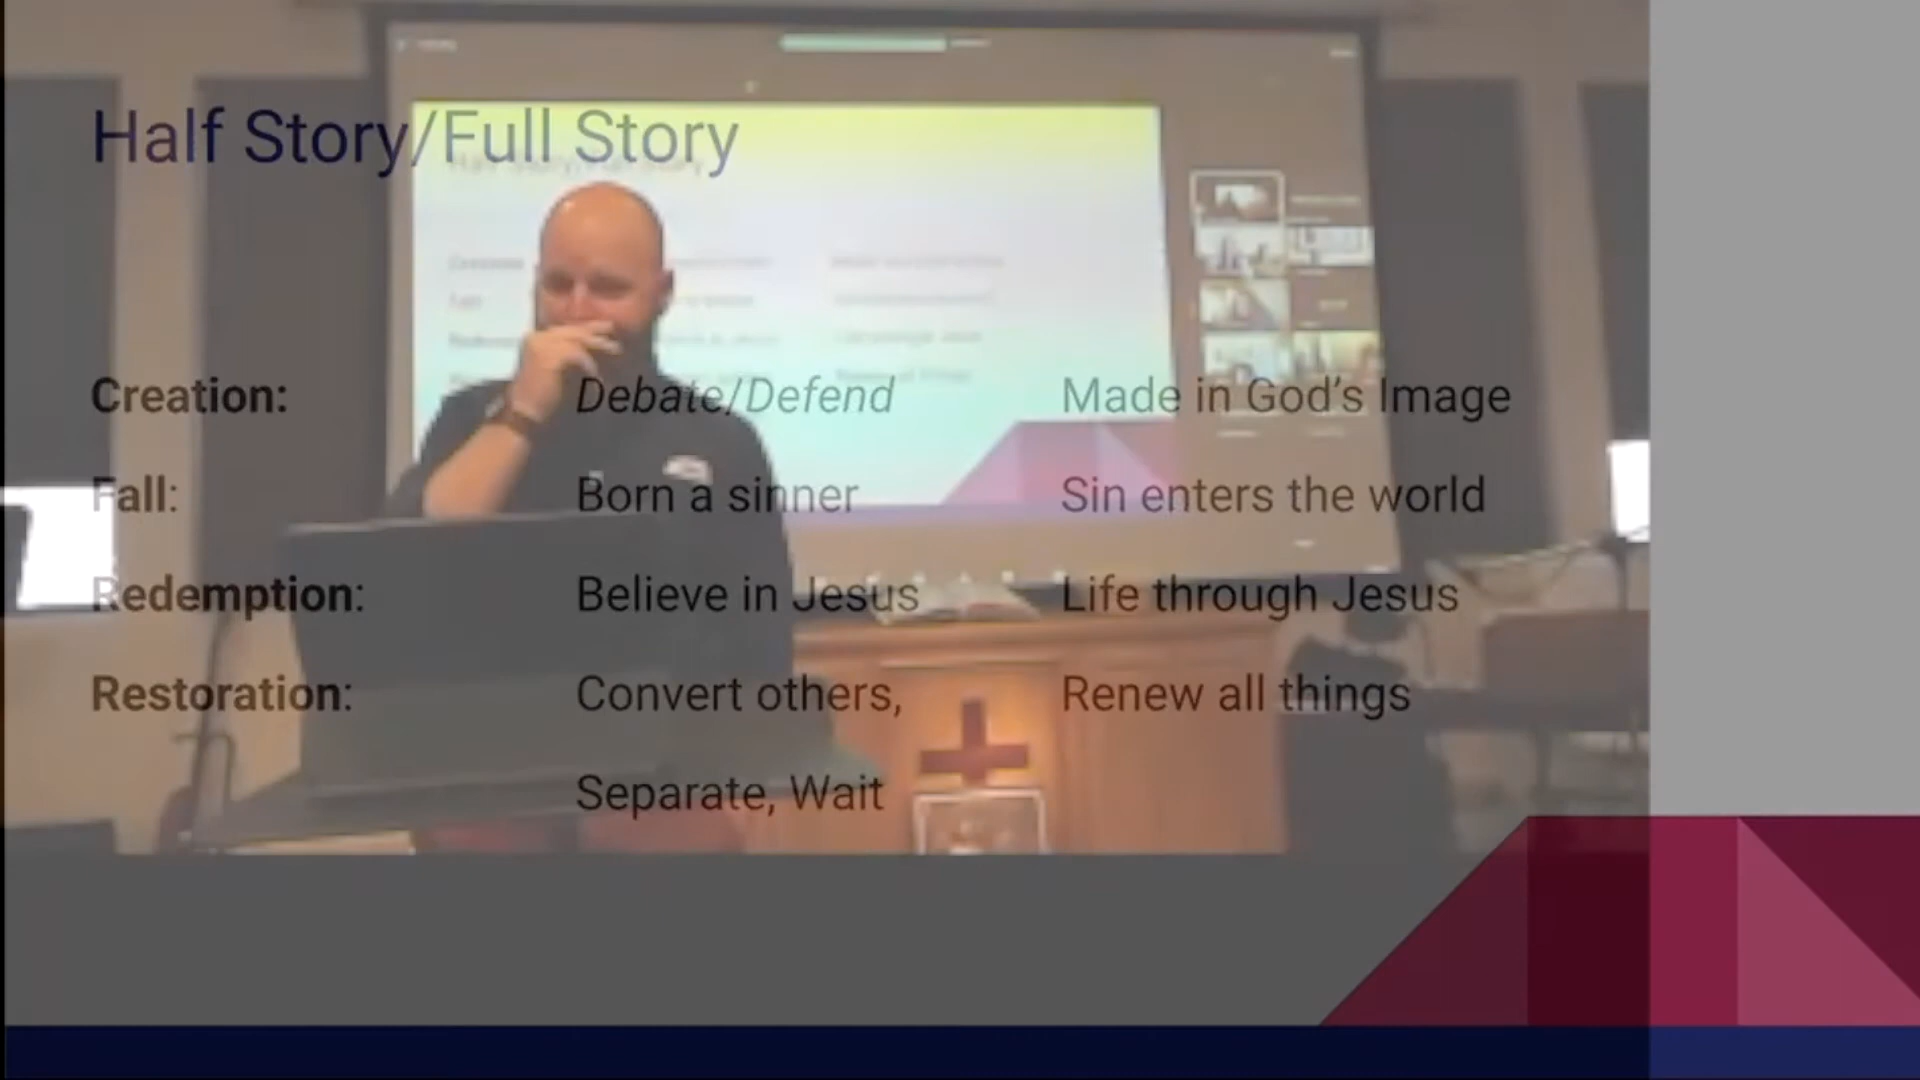 Half Story/Full Story
Creation: Debate/Defend Made in God's Image
Fall: Born a sinner Sin enters the world
Redemption: Believe in Jesus Life through Jesus
Restoration: Convert others, Renew all things
Separate, Wait